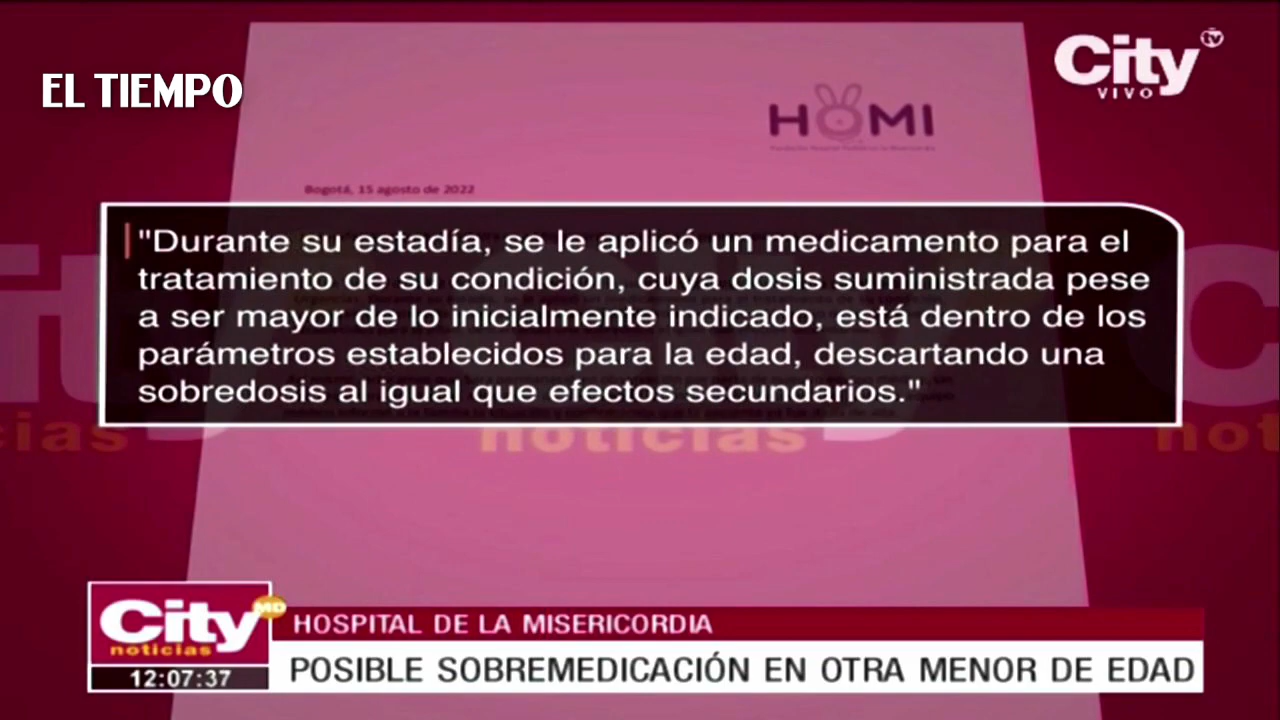 EL TIEMPO
City tv
VIVO
HOMI
Bogotá, 15 agosto de 2022
"Durante su estadía, se le aplicó un medicamento para el
tratamiento de su condición, cuya dosis suministrada pese
a ser mayor de lo inicialmente indicado, está dentro de los
parámetros establecidos para la edad, descartando una
sobredosis al igual que efectos secundarios."
noticias
City MD
noticias
12:07:37
HOSPITAL DE LA MISERICORDIA
POSIBLE SOBREMEDICACIÓN EN OTRA MENOR DE EDAD